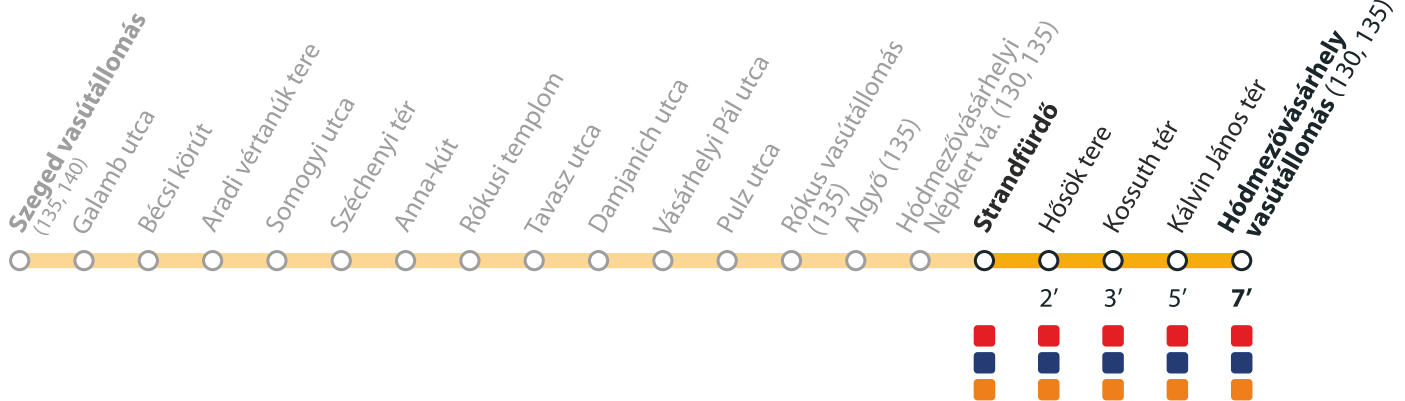 Szeged vasútállomás
(135, 140)
Galamb utca
Bécsi körút
Aradi vértanúk tere
Somogyi utca
Széchenyi tér
Anna-kút
Rókusi templom
Tavasz utca
Damjanich utca
Vásárhelyi Pál utca
Pulz utca
Rókus vasútállomás
(135)
Algyő (135)
Hódmezővásárhelyi
Népkert vá. (130, 135)
Strandfürdő
Hősök tere
Kossuth tér
Kálvin János tér
Hódmezővásárhely
vasútállomás (130, 135)
2’
3’
5’
7’